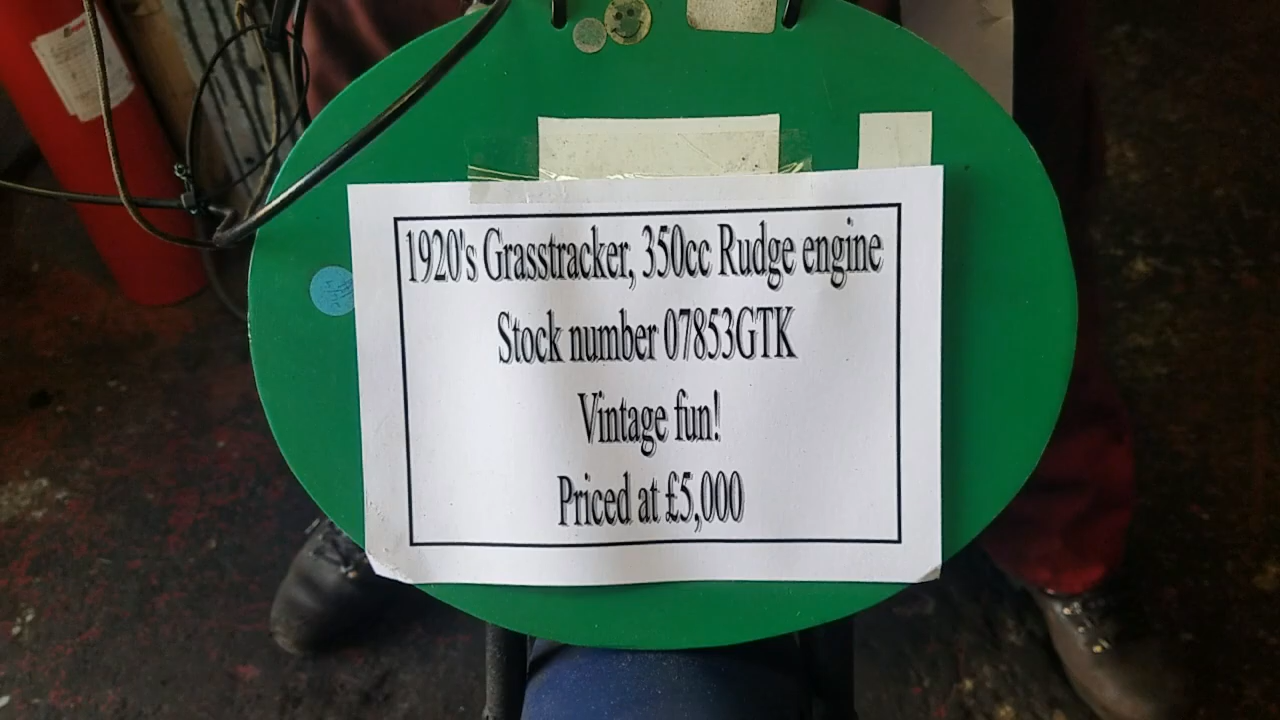 1920's Grasstracker, 350cc Rudge engine
Stock number 07853GTK
Vintage fun!
Priced at £5,000